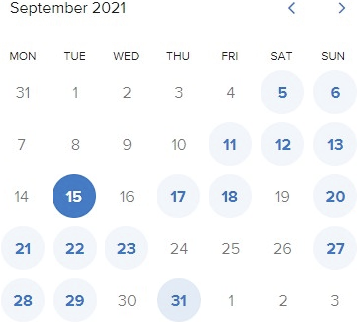 September 2021
MON TUE WED THU FRI SAT SUN
31 1 2 3 4 5 6
7 8 9 10 11 12 13
14 15 16 17 18 19 20
21 22 23 24 25 26 27
28 29 30 31 1 2 3